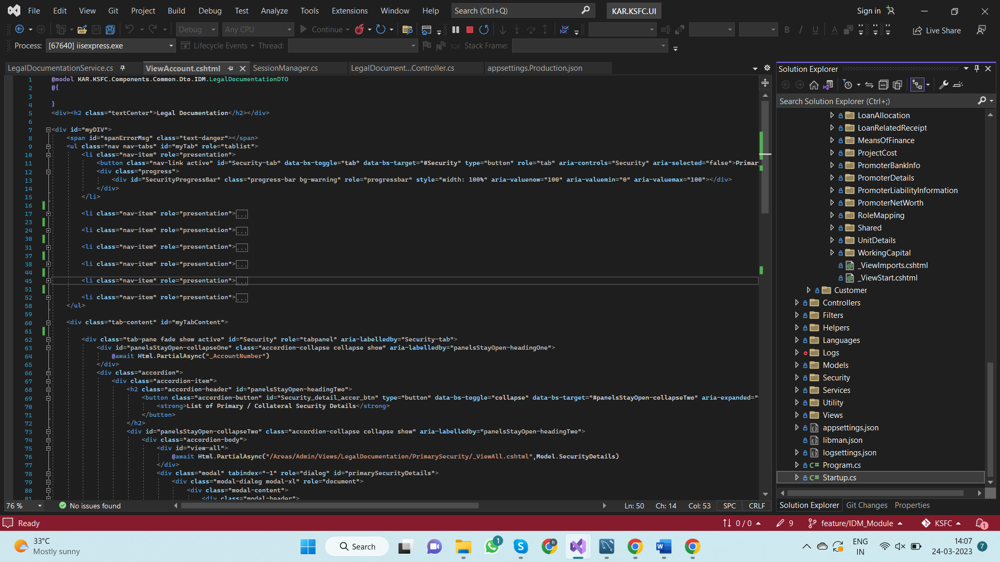 File Edit View Git Project Build Debug Test Analyze Tools Extensions Window Help Search (Ctrl+Q) KAR.KSFC.UI Sign in
Debug Any CPU Continue Live Share
Process: [67640] iisexpress.exe Lifecycle Events Thread: Stack Frame:
LegalDocumentationService.cs ViewAccount.cshtml SessionManager.cs LegalDocument...Controller.cs appsettings.Production.json
1 @model KAR.KSFC.Components.Common.Dto.IDM.LegalDocumentationDTO
2 @{
3
4 }
5 <div><h2 class="textCenter">Legal Documentation</h2></div>
6
7 <div id="myDIV">
8 <span id="spanErrorMsg" class="text-danger"></span>
9 <ul class="nav nav-tabs" id="myTab" role="tablist">
10 <li class="nav-item" role="presentation">
11 <button class="nav-link active" id="Security-tab" data-bs-toggle="tab" data-bs-target="#Security" type="button" role="tab" aria-controls="Security" aria-selected="false">Primar
12 <div class="progress">
13 <div id="SecurityProgressBar" class="progress-bar bg-warning" role="progressbar" style="width: 100%" aria-valuenow="100" aria-valuemin="0" aria-valuemax="100"></div>
14 </div>
15 </li>
16
17 <li class="nav-item" role="presentation">...
23
24 <li class="nav-item" role="presentation">...
30
31 <li class="nav-item" role="presentation">...
37
38 <li class="nav-item" role="presentation">...
44
45 <li class="nav-item" role="presentation">...
51
52 <li class="nav-item" role="presentation">...
58 </ul>
59
60 <div class="tab-content" id="myTabContent">
61
62 <div class="tab-pane fade show active" id="Security" role="tabpanel" aria-labelledby="Security-tab">
63 <div id="panelsStayOpen-collapseOne" class="accordion-collapse collapse show" aria-labelledby="panelsStayOpen-headingOne">
64 @await Html.PartialAsync("_AccountNumber")
65 </div>
66 <div class="accordion">
67 <div class="accordion-item">
68 <h2 class="accordion-header" id="panelsStayOpen-headingTwo">
69 <button class="accordion-button" id="Security_detail_accor_btn" type="button" data-bs-toggle="collapse" data-bs-target="#panelsStayOpen-collapseTwo" aria-expanded="
70 <strong>List of Primary / Collateral Security Details</strong>
71 </button>
72 </h2>
73 <div id="panelsStayOpen-collapseTwo" class="accordion-collapse collapse show" aria-labelledby="panelsStayOpen-headingTwo">
74 <div class="accordion-body">
75 <div id="view-all">
76 @await Html.PartialAsync("/Areas/Admin/Views/LegalDocumentation/PrimarySecurity/_ViewAll.cshtml",Model.SecurityDetails)
77 </div>
78 <div class="modal" tabindex="-1" role="dialog" id="primarySecurityDetails">
79 <div class="modal-dialog modal-xl" role="document">
80 <div class="modal-content">
81 <div class="modal-header">
76 % No issues found Ln: 50 Ch: 14 Col: 53 SPC CRLF
Solution Explorer
Search Solution Explorer (Ctrl+;)
LoanAllocation
LoanRelatedReceipt
MeansOfFinance
ProjectCost
PromoterBankInfo
PromoterDetails
PromoterLiabilityInformation
PromoterNetWorth
RoleMapping
Shared
UnitDetails
WorkingCapital
_ViewImports.cshtml
_ViewStart.cshtml
Customer
Controllers
Filters
Helpers
Languages
Logs
Models
Security
Services
Utility
Views
appsettings.json
libman.json
logsettings.json
Program.cs
Startup.cs
Solution Explorer Git Changes Properties
Ready 0 / 0 9 feature/IDM_Module KSFC 1
33°C
Mostly sunny
Search
1
R
ENG
IN
14:07
24-03-2023
7